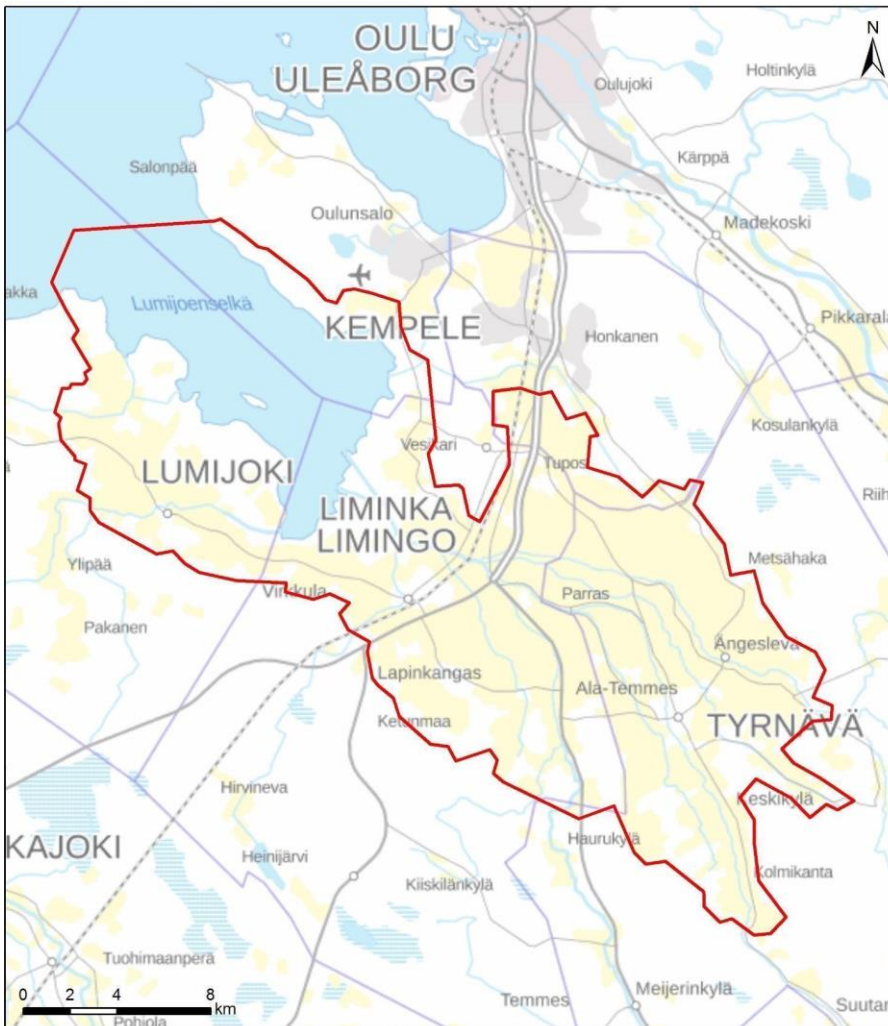 OULU
ULEÅBORG
N
Oulujoki
Holtinkylä
Salonpää
Kärppä
Oulunsalo
Madekoski
akka
Lumijoenselkä
KEMPELE
Honkanen
Pikkarala
Kosulankylä
Vesikari
Tupos
LUMIJOKI
LIMINKA
LIMINGO
Riih
Ylipää
Metsähaka
Virkkula
Parras
Pakanen
Ängeslevä
Lapinkangas
Ala-Temmes
TYRNÄVÄ
Ketunmaa
Hirvineva
Keskikylä
KAJOKI
Heinijärvi
Haurukylä
Kiiskilänkylä
Kolmikanta
Tuohimaanperä
0 2 4 8
km
Temmes
Meijerinkylä
Suutar
Pohjola